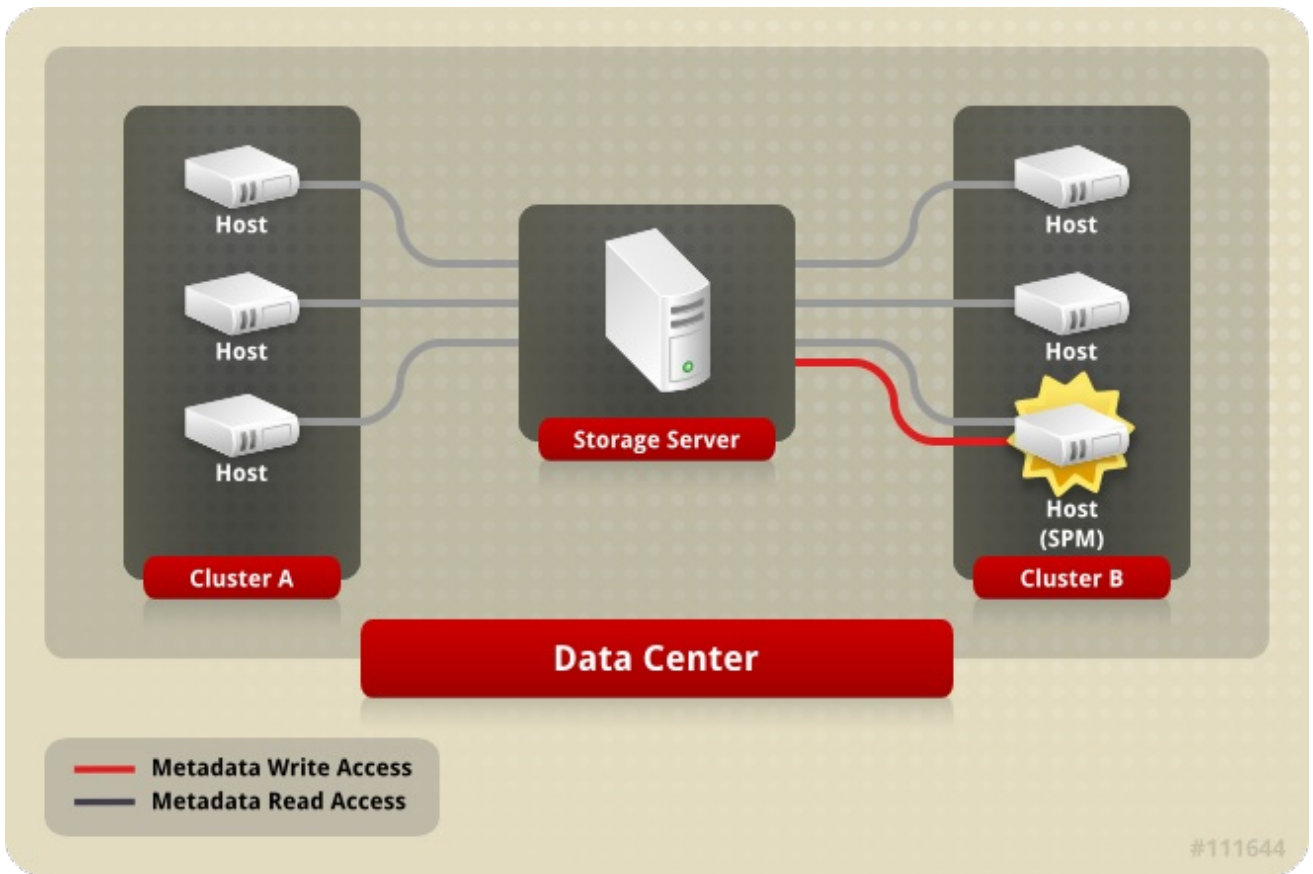 Host
Host
Host
Cluster A
Storage Server
Host
Host
Host
(SPM)
Cluster B
Data Center
Metadata Write Access
Metadata Read Access
#111644